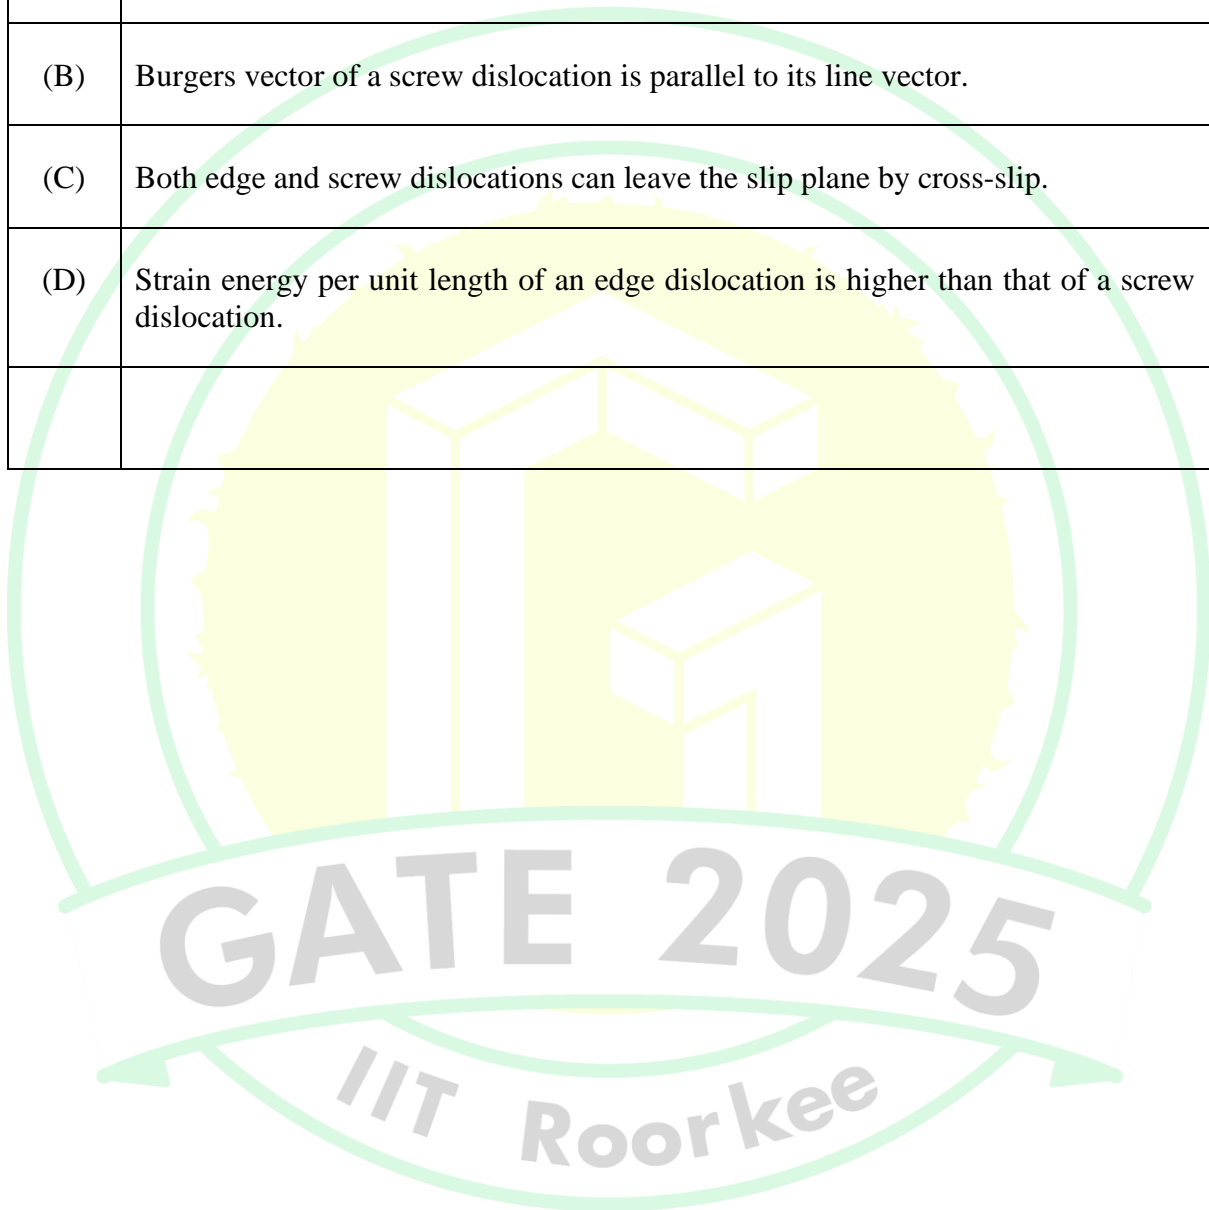 (B) Burgers vector of a screw dislocation is parallel to its line vector.
(C) Both edge and screw dislocations can leave the slip plane by cross-slip.
(D) Strain energy per unit length of an edge dislocation is higher than that of a screw
dislocation.
GATE 2025
IIT Roorkee